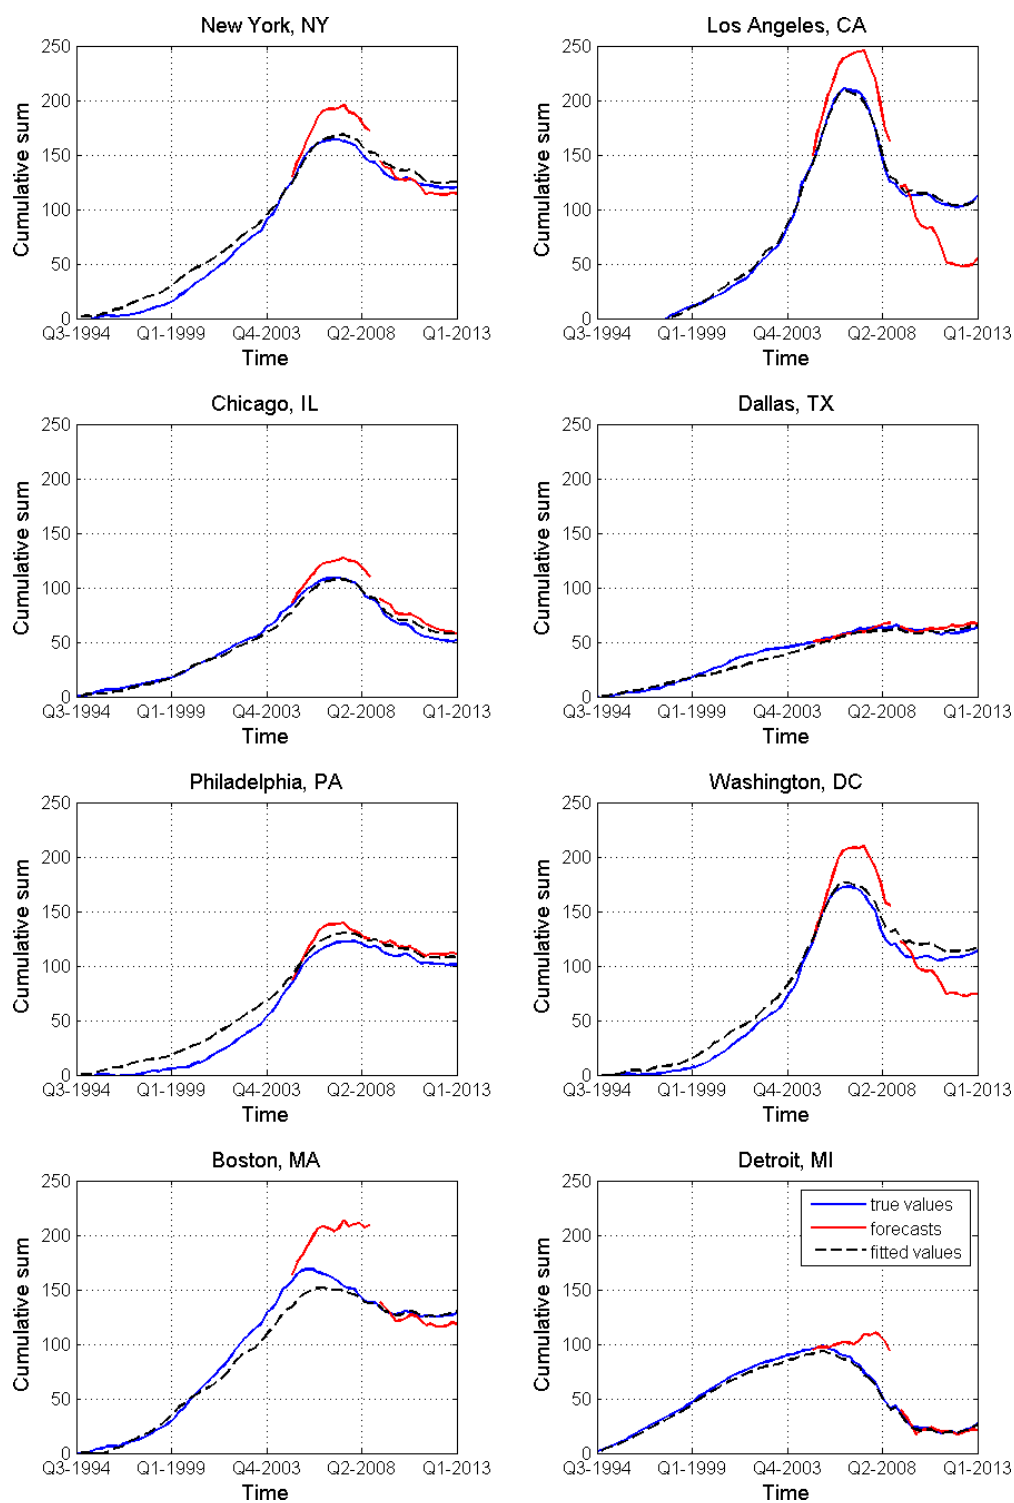 New York, NY
250
200
150
100
50
0
Cumulative sum
Q3-1994 Q1-1999 Q4-2003 Q2-2008 Q1-2013
Time
Los Angeles, CA
250
200
150
100
50
0
Cumulative sum
Q3-1994 Q1-1999 Q4-2003 Q2-2008 Q1-2013
Time
Chicago, IL
250
200
150
100
50
0
Cumulative sum
Q3-1994 Q1-1999 Q4-2003 Q2-2008 Q1-2013
Time
Dallas, TX
250
200
150
100
50
0
Cumulative sum
Q3-1994 Q1-1999 Q4-2003 Q2-2008 Q1-2013
Time
Philadelphia, PA
250
200
150
100
50
0
Cumulative sum
Q3-1994 Q1-1999 Q4-2003 Q2-2008 Q1-2013
Time
Washington, DC
250
200
150
100
50
0
Cumulative sum
Q3-1994 Q1-1999 Q4-2003 Q2-2008 Q1-2013
Time
Boston, MA
250
200
150
100
50
0
Cumulative sum
Q3-1994 Q1-1999 Q4-2003 Q2-2008 Q1-2013
Time
Detroit, MI
250
200
150
100
50
0
Cumulative sum
true values
forecasts
fitted values
Q3-1994 Q1-1999 Q4-2003 Q2-2008 Q1-2013
Time